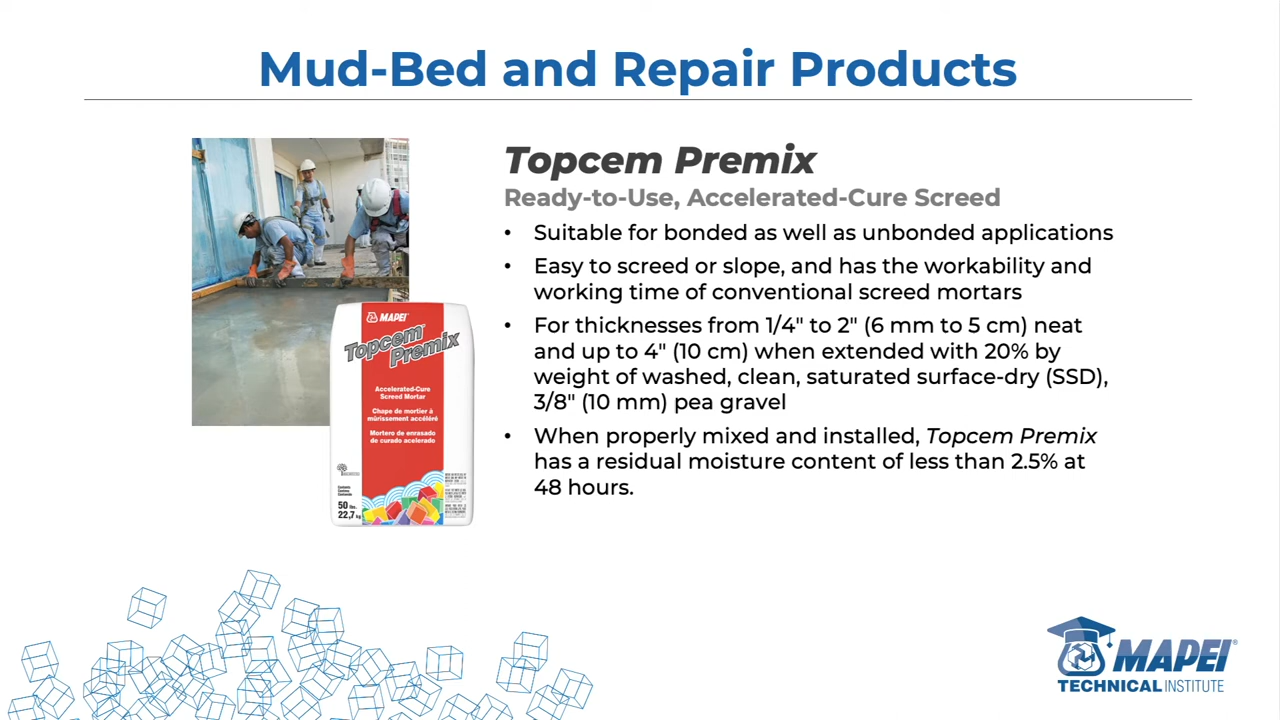 Mud-Bed and Repair Products
Topcem Premix
Ready-to-Use, Accelerated-Cure Screed
• Suitable for bonded as well as unbonded applications
• Easy to screed or slope, and has the workability and
working time of conventional screed mortars
• For thicknesses from 1/4" to 2" (6 mm to 5 cm) neat
and up to 4" (10 cm) when extended with 20% by
weight of washed, clean, saturated surface-dry (SSD),
3/8" (10 mm) pea gravel
• When properly mixed and installed, Topcem Premix
has a residual moisture content of less than 2.5% at
48 hours.
MAPEI
Topcem
Premix
Accelerated-Cure
Screed Mortar
Chape de mortier à
mûrissement accéléré
Mortero de enrasado
de curado acelerado
50 lbs.
22,7 kg
MAPEI®
TECHNICAL INSTITUTE